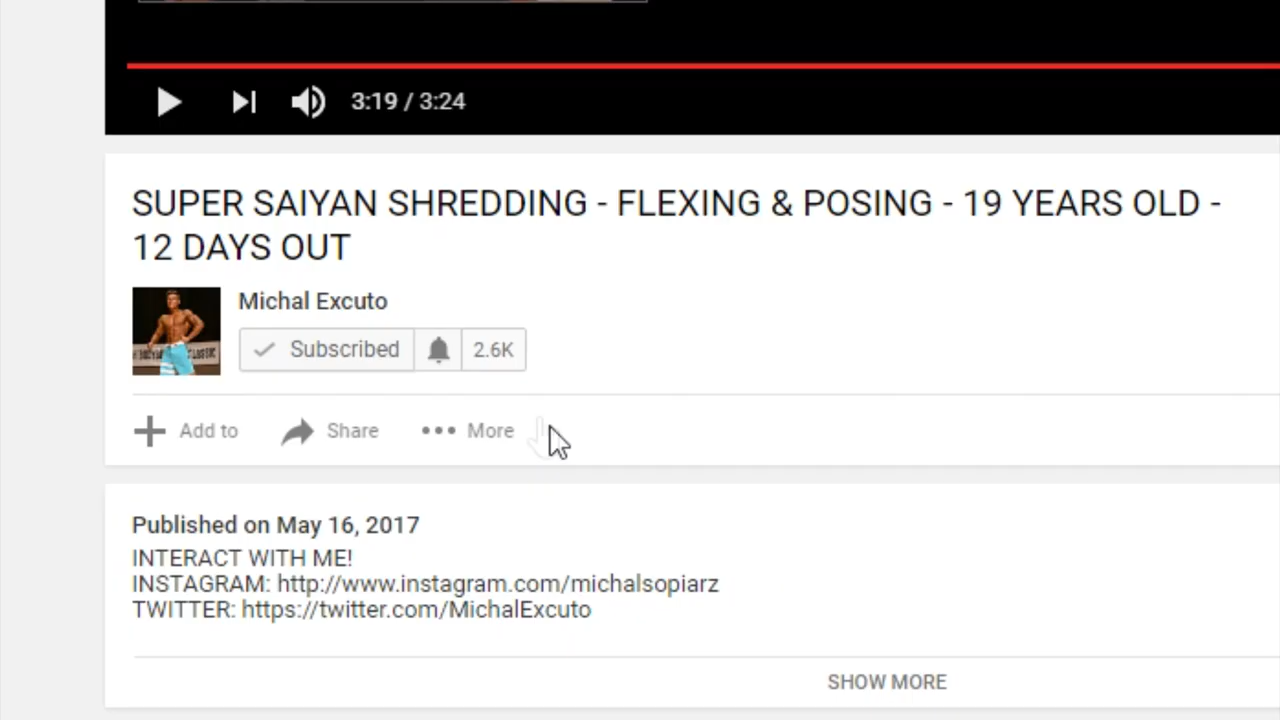 3:19 / 3:24
SUPER SAIYAN SHREDDING - FLEXING & POSING - 19 YEARS OLD -
12 DAYS OUT
Michal Excuto
Subscribed 2.6K
Add to Share More
Published on May 16, 2017
INTERACT WITH ME!
INSTAGRAM: http://www.instagram.com/michalsopiarz
TWITTER: https://twitter.com/MichalExcuto
SHOW MORE